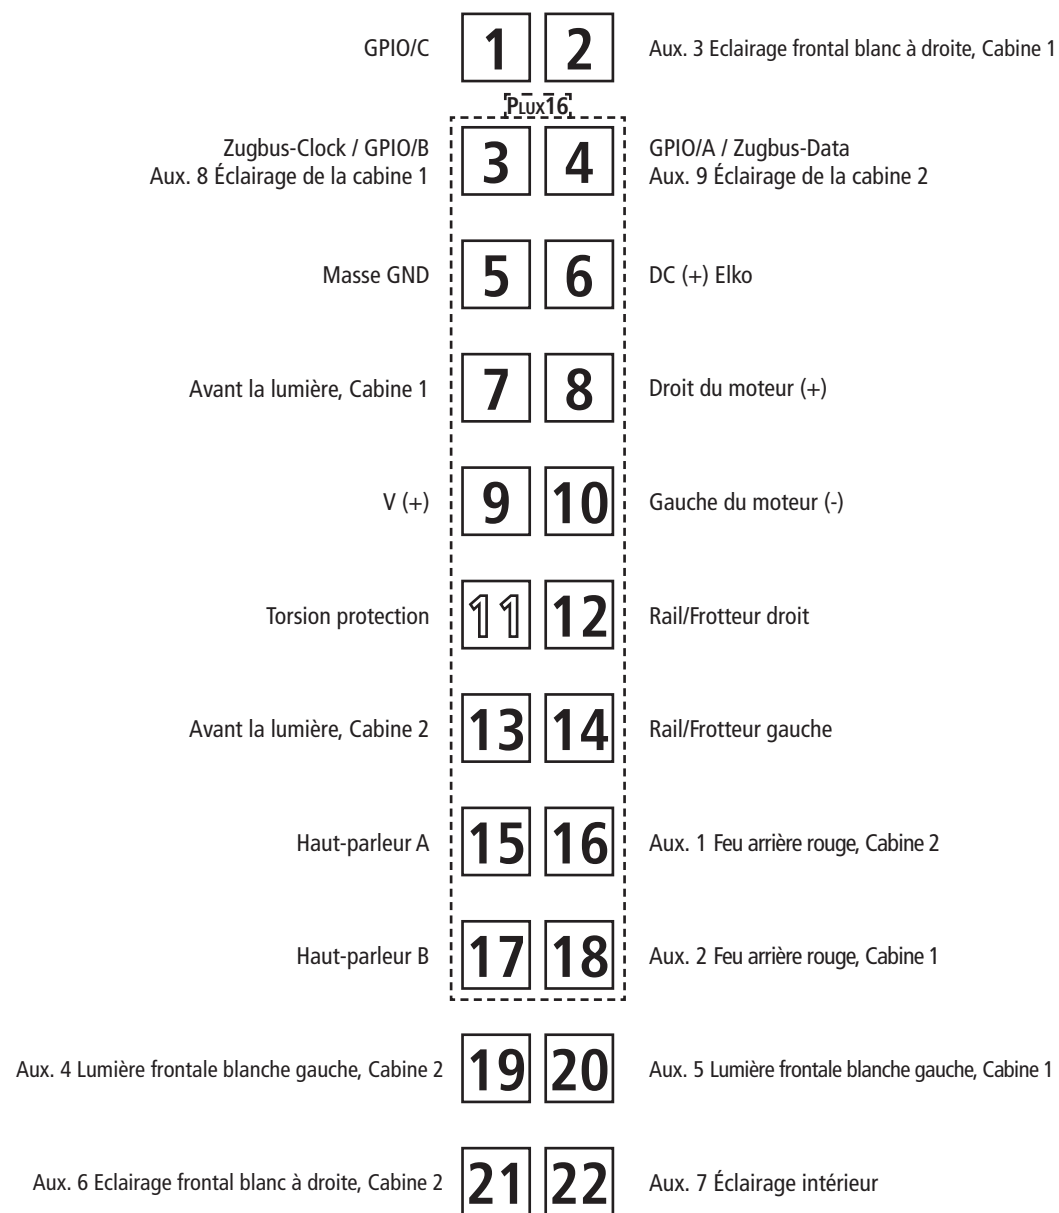 GPIO/C 1 2 Aux. 3 Eclairage frontal blanc à droite, Cabine 1
PLUX16
Zugbus-Clock / GPIO/B
Aux. 8 Éclairage de la cabine 1
3 4
GPIO/A / Zugbus-Data
Aux. 9 Éclairage de la cabine 2
Masse GND 5 6 DC (+) Elko
Avant la lumière, Cabine 1 7 8 Droit du moteur (+)
V (+) 9 10 Gauche du moteur (-)
Torsion protection 11 12 Rail/Frotteur droit
Avant la lumière, Cabine 2 13 14 Rail/Frotteur gauche
Haut-parleur A 15 16 Aux. 1 Feu arrière rouge, Cabine 2
Haut-parleur B 17 18 Aux. 2 Feu arrière rouge, Cabine 1
Aux. 4 Lumière frontale blanche gauche, Cabine 2 19 20 Aux. 5 Lumière frontale blanche gauche, Cabine 1
Aux. 6 Eclairage frontal blanc à droite, Cabine 2 21 22 Aux. 7 Éclairage intérieur